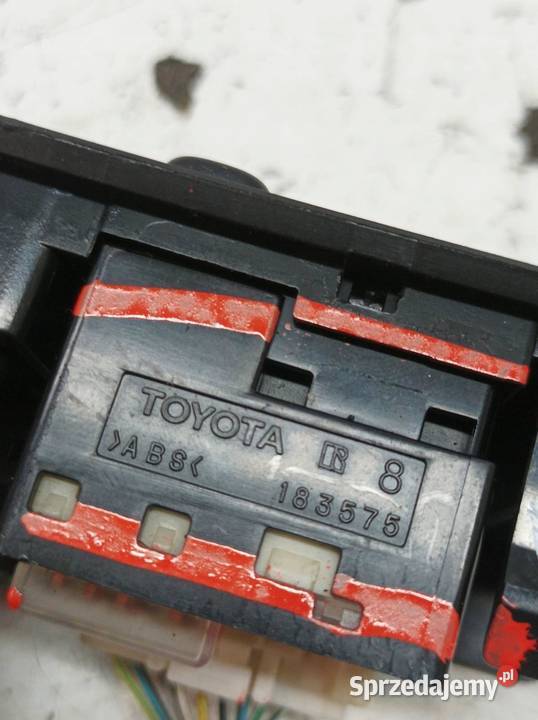 TOYOTA R 8
>ABS< 183575
Sprzedajemy.pl